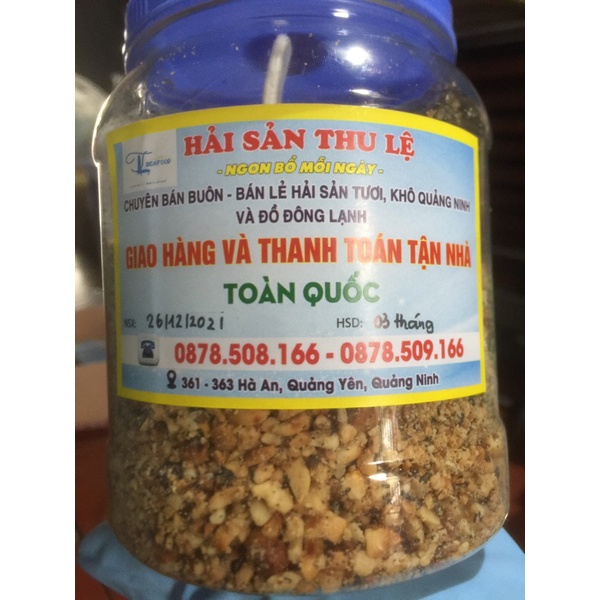 SEAFOOD
HẢI SẢN THU LỆ
- NGON BỔ MỖI NGÀY -
CHUYÊN BÁN BUÔN - BÁN LẺ HẢI SẢN TƯƠI, KHÔ QUẢNG NINH
VÀ ĐỒ ĐÔNG LẠNH
GIAO HÀNG VÀ THANH TOÁN TẬN NHÀ
TOÀN QUỐC
NSX: 26/12/2021 HSD: 03 tháng
0878.508.166 - 0878.509.166
361 - 363 Hà An, Quảng Yên, Quảng Ninh